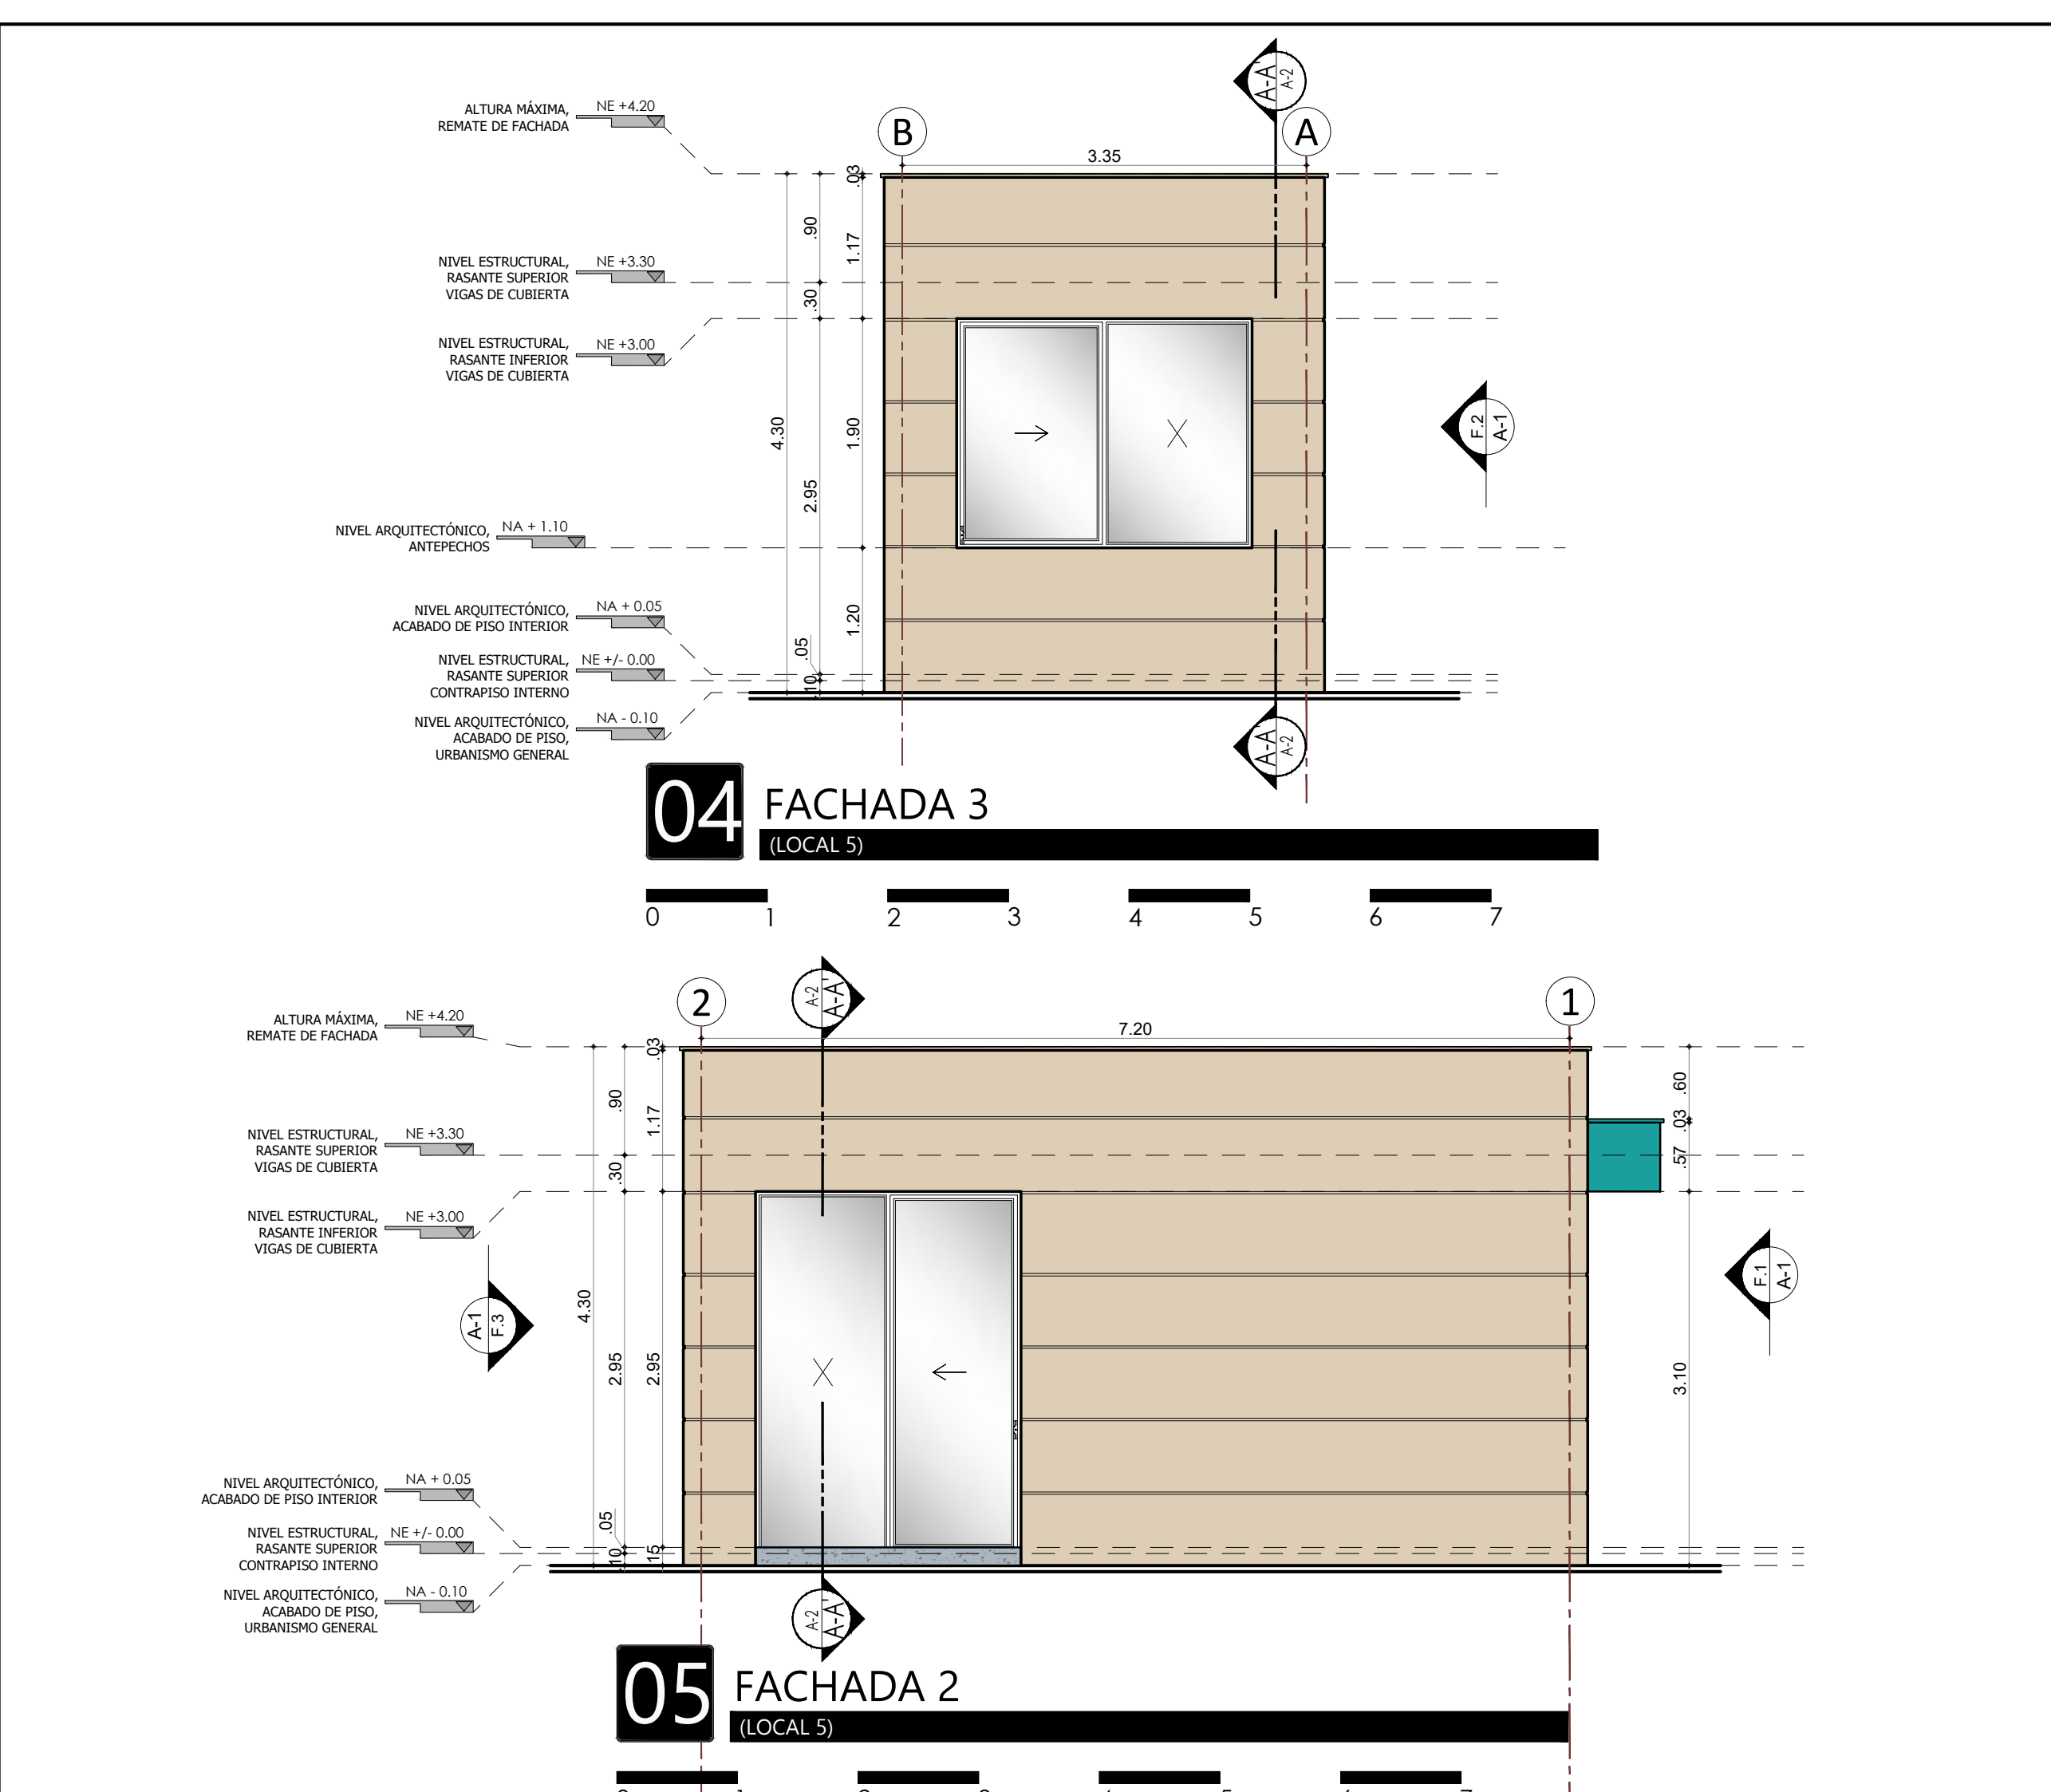 A-A'
A-2
ALTURA MÁXIMA,
REMATE DE FACHADA
NE +4.20
B
A
3.35
.03
.90
1.17
NIVEL ESTRUCTURAL,
RASANTE SUPERIOR
VIGAS DE CUBIERTA
NE +3.30
.30
NIVEL ESTRUCTURAL,
RASANTE INFERIOR
VIGAS DE CUBIERTA
NE +3.00
4.30
1.90
2.95
X
F.2
A-1
NIVEL ARQUITECTÓNICO,
ANTEPECHOS
NA + 1.10
NIVEL ARQUITECTÓNICO,
ACABADO DE PISO INTERIOR
NA + 0.05
1.20
.05
NIVEL ESTRUCTURAL,
RASANTE SUPERIOR
CONTRAPISO INTERNO
NE +/- 0.00
.10
NIVEL ARQUITECTÓNICO,
ACABADO DE PISO,
URBANISMO GENERAL
NA - 0.10
A-A'
A-2
04
FACHADA 3
(LOCAL 5)
0 1 2 3 4 5 6 7
A-2
A-A'
2
1
7.20
ALTURA MÁXIMA,
REMATE DE FACHADA
NE +4.20
.03
.90
1.17
.60
.03
.57
NIVEL ESTRUCTURAL,
RASANTE SUPERIOR
VIGAS DE CUBIERTA
NE +3.30
.30
NIVEL ESTRUCTURAL,
RASANTE INFERIOR
VIGAS DE CUBIERTA
NE +3.00
A-1
F.3
4.30
2.95
2.95
X
F.1
A-1
3.10
NIVEL ARQUITECTÓNICO,
ACABADO DE PISO INTERIOR
NA + 0.05
.05
NIVEL ESTRUCTURAL,
RASANTE SUPERIOR
CONTRAPISO INTERNO
NE +/- 0.00
.10
.15
NIVEL ARQUITECTÓNICO,
ACABADO DE PISO,
URBANISMO GENERAL
NA - 0.10
A-2
A-A'
05
FACHADA 2
(LOCAL 5)